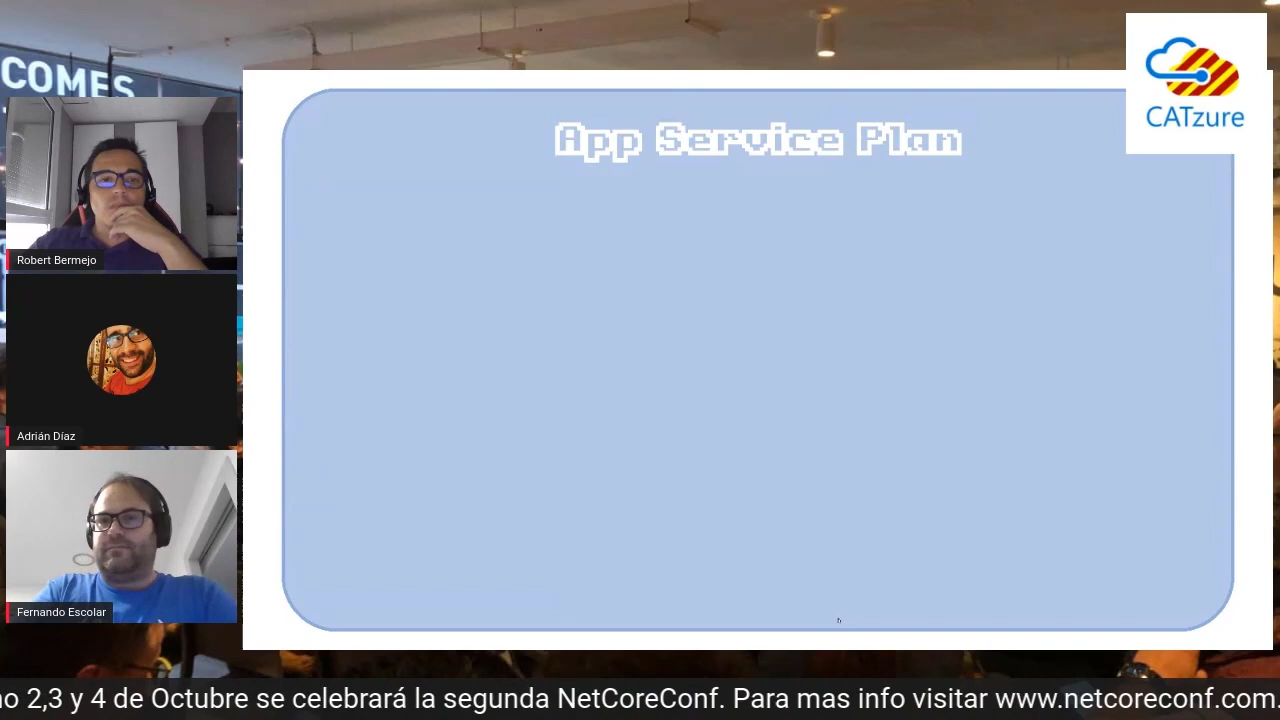 COMES
CATzure
App Service Plan
Robert Bermejo
Adrián Díaz
Fernando Escolar
2,3 y 4 de Octubre se celebrará la segunda NetCoreConf. Para mas info visitar www.netcoreconf.com.